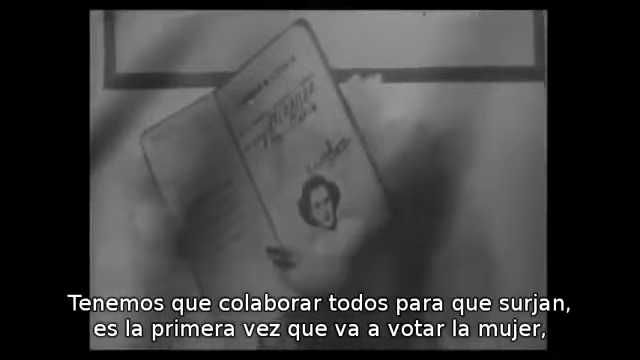 Tenemos que colaborar todos para que surjan,
es la primera vez que va a votar la mujer,